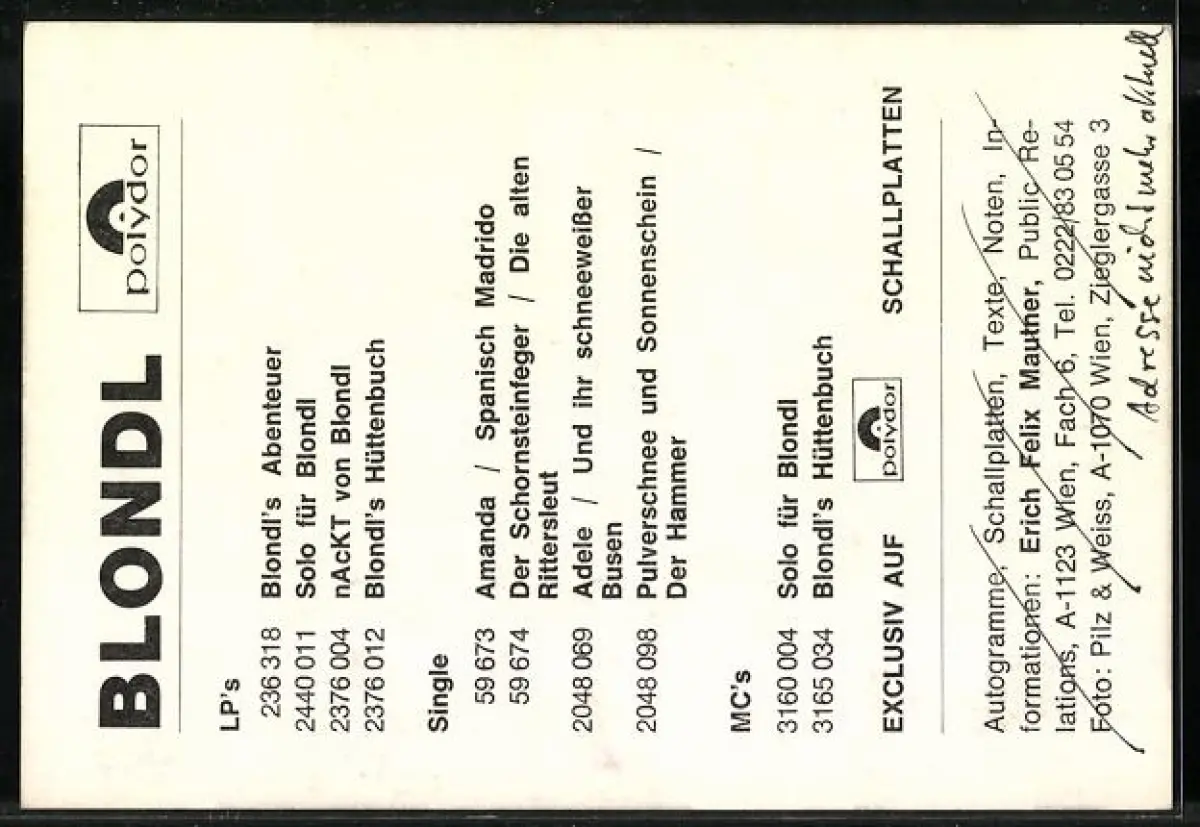 BLONDL
polydor
LP's
236 318 Blondl's Abenteuer
2440 011 Solo für Blondl
2376 004 nAcKT von Blondl
2376 012 Blondl's Hüttenbuch
Single
59 673 Amanda / Spanisch Madrido
59 674 Der Schornsteinfeger / Die alten
Rittersleut
2048 069 Adele / Und ihr schneeweißer
Busen
2048 098 Pulverschnee und Sonnenschein /
Der Hammer
MC's
3160 004 Solo für Blondl
3165 034 Blondl's Hüttenbuch
EXCLUSIV AUF polydor SCHALLPLATTEN
Autogramme, Schallplatten, Texte, Noten, In-
formationen: Erich Felix Mautner, Public Re-
lations, A-1123 Wien, Fach 6, Tel. 0222/83 05 54
Foto: Pilz & Weiss, A-1070 Wien, Zieglergasse 3
Adresse nicht mehr aktuell